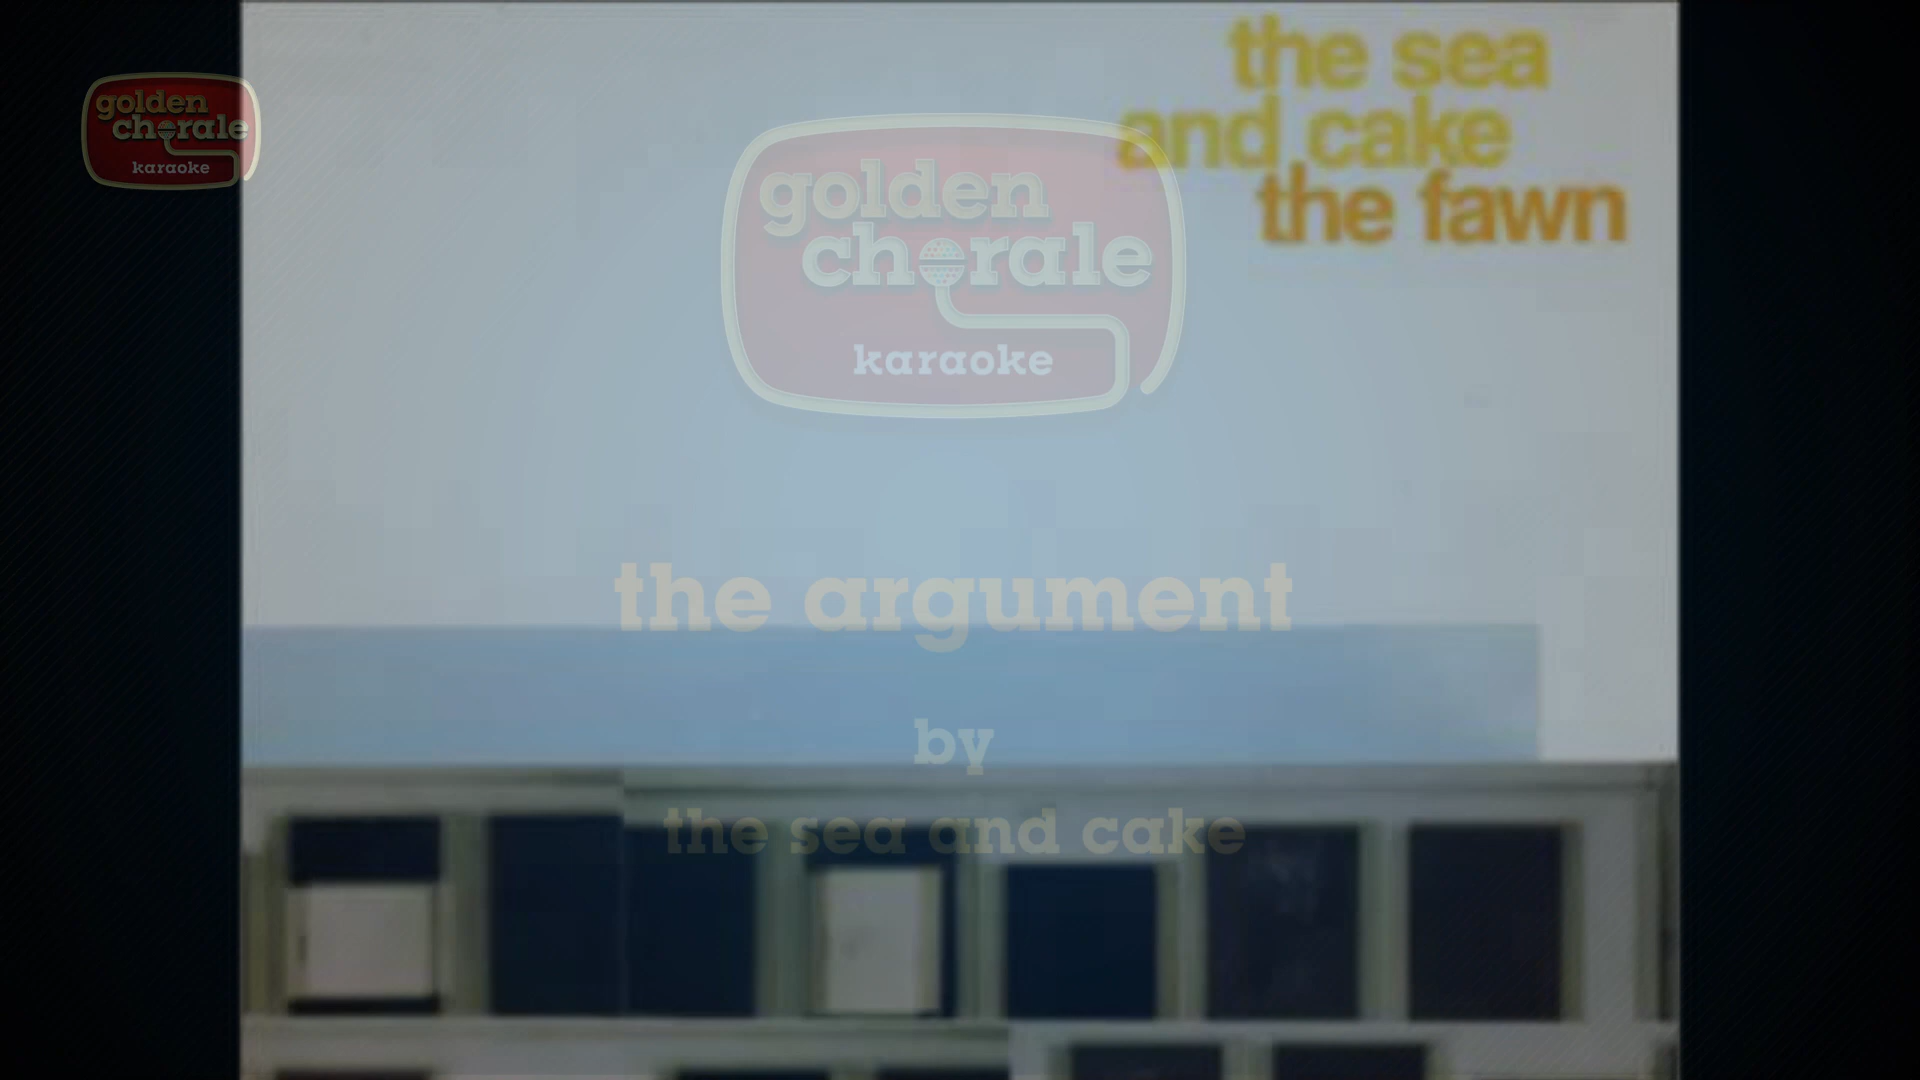 golden
chorale
karaoke
the sea
and cake
the fawn
golden
chorale
karaoke
the argument
by
the sea and cake